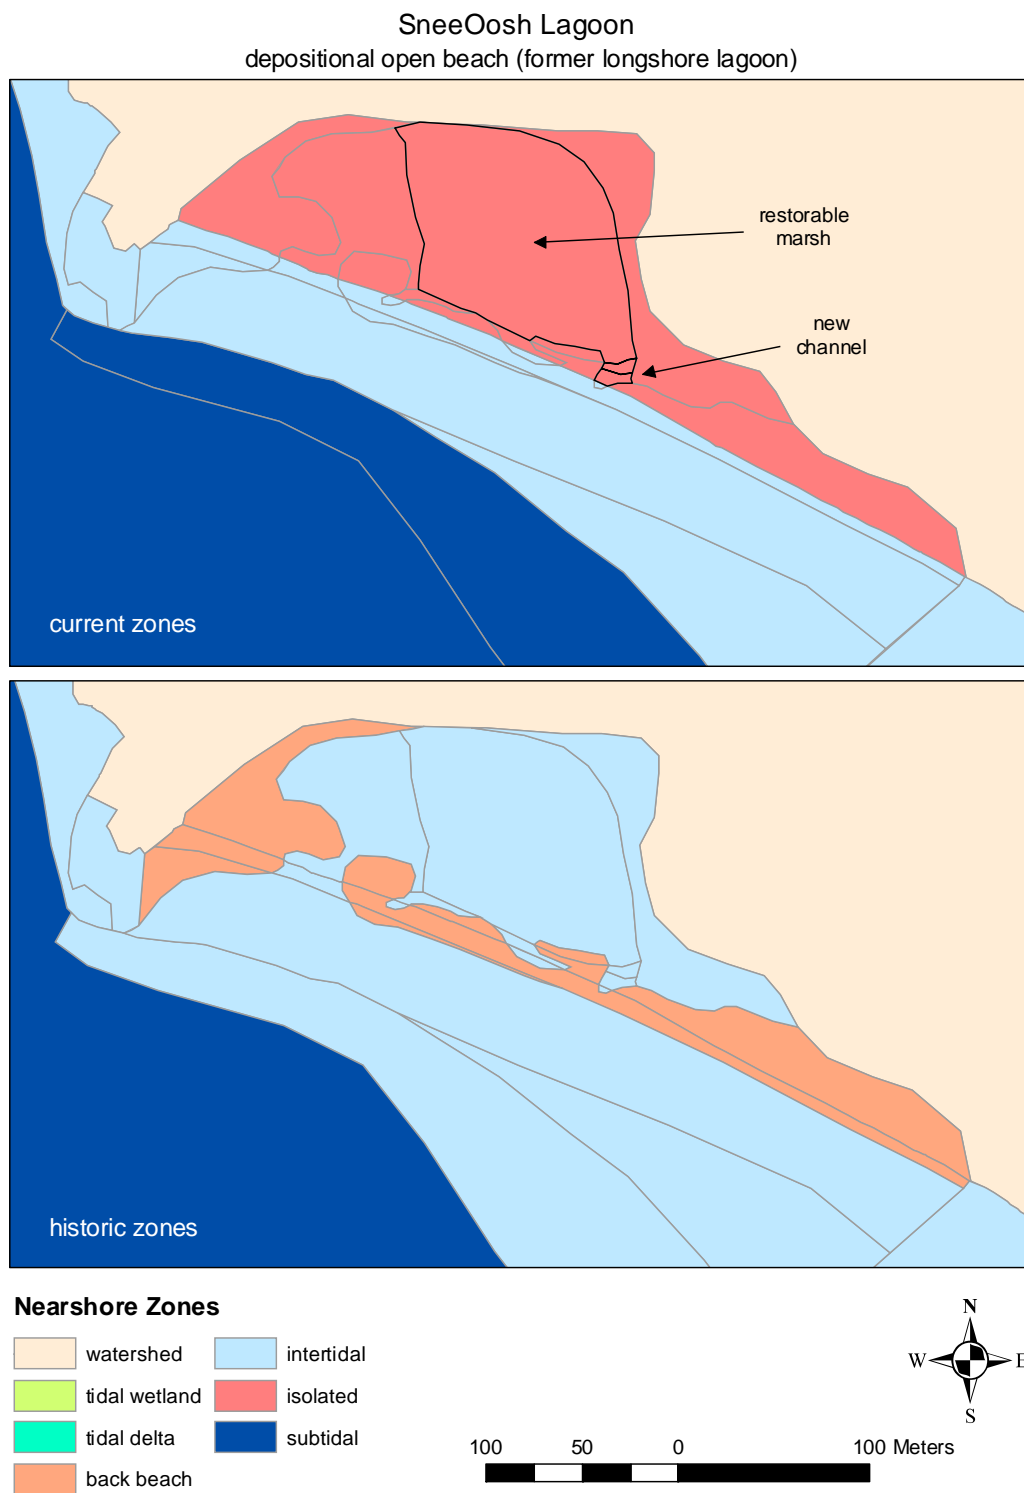 SneeOosh Lagoon
depositional open beach (former longshore lagoon)
restorable
marsh
new
channel
current zones
historic zones
Nearshore Zones
watershed
intertidal
tidal wetland
isolated
tidal delta
subtidal
back beach
N
W
E
S
100 50 0 100 Meters